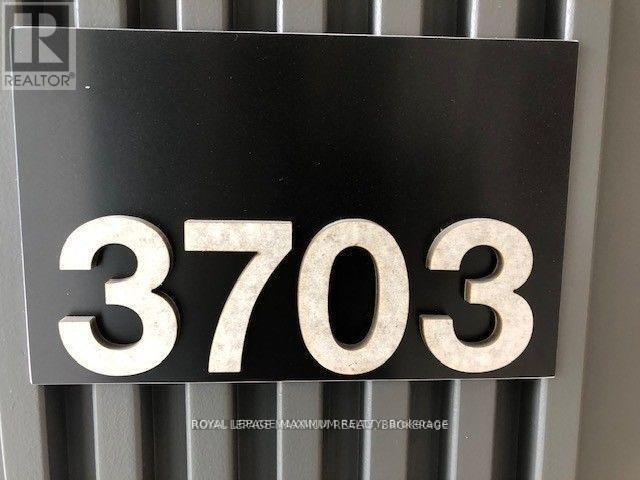 R
REALTOR®
3703
ROYAL LEPAGE MAXIMUM REALTY BROKERAGE